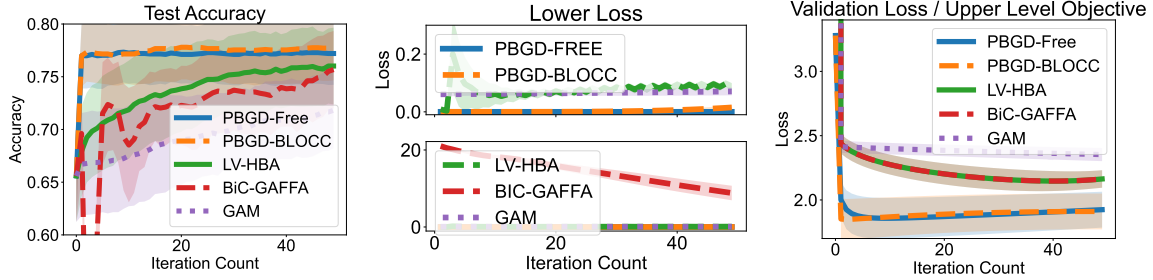 Test Accuracy
0.80
0.75
0.70
0.65
0.60
Accuracy
PBGD-Free
PBGD-BLOCC
LV-HBA
BiC-GAFFA
GAM
0
20
40
Iteration Count
Lower Loss
0.2
0.0
Loss
PBGD-FREE
PBGD-BLOCC
20
0
LV-HBA
BIC-GAFFA
GAM
0
20
40
Iteration Count
Validation Loss / Upper Level Objective
3.0
2.5
2.0
Loss
PBGD-Free
PBGD-BLOCC
LV-HBA
BiC-GAFFA
GAM
0
20
40
Iteration Count